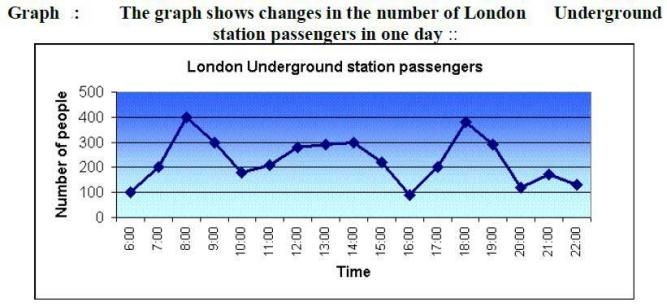 Graph : The graph shows changes in the number of London Underground
station passengers in one day ::
London Underground station passengers
Number of people
500
400
300
200
100
0
6:00 7:00 8:00 9:00 10:00 11:00 12:00 13:00 14:00 15:00 16:00 17:00 18:00 19:00 20:00 21:00 22:00
Time